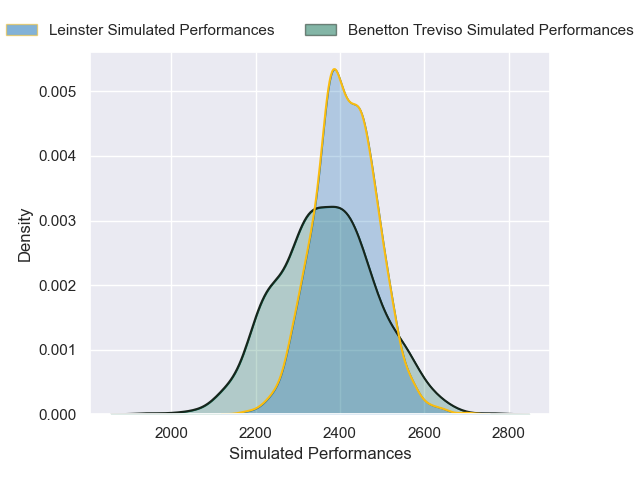 Leinster Simulated Performances
Benetton Treviso Simulated Performances
Density
0.005
0.004
0.003
0.002
0.001
0.000
2000 2200 2400 2600 2800
Simulated Performances